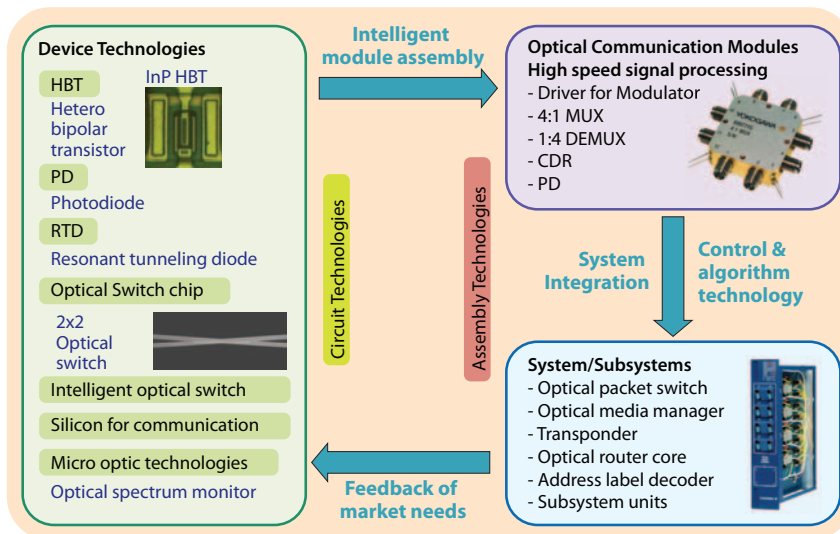 Device Technologies
HBT
InP HBT
Hetero
bipolar
transistor
PD
Photodiode
RTD
Resonant tunneling diode
Optical Switch chip
2x2
Optical
switch
Intelligent optical switch
Silicon for communication
Micro optic technologies
Optical spectrum monitor
Intelligent
module assembly
Circuit Technologies
Assembly Technologies
Optical Communication Modules
High speed signal processing
- Driver for Modulator
- 4:1 MUX
- 1:4 DEMUX
- CDR
- PD
YOKOGAWA
4:1 MUX
System
Integration
Control &
algorithm
technology
System/Subsystems
- Optical packet switch
- Optical media manager
- Transponder
- Optical router core
- Address label decoder
- Subsystem units
Feedback of
market needs